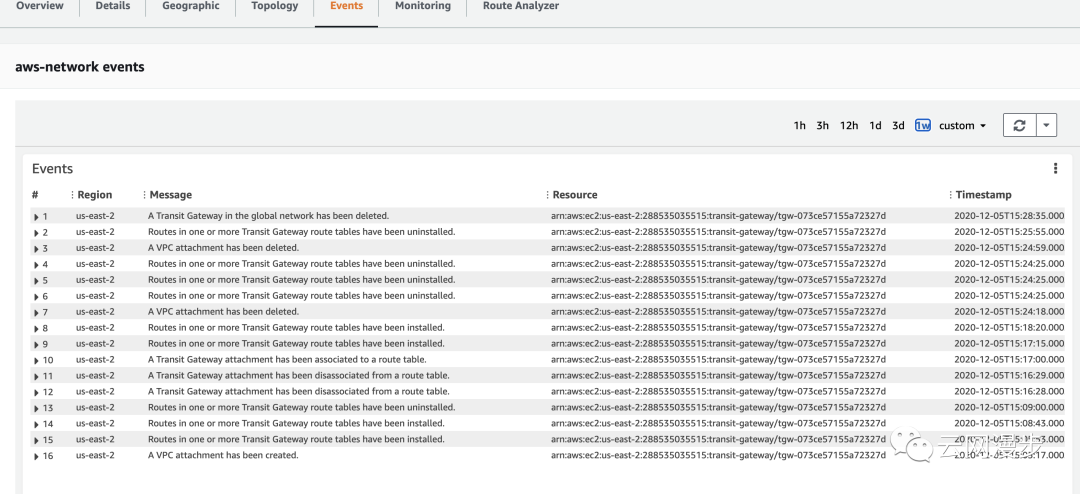 Overview Details Geographic Topology Events Monitoring Route Analyzer
aws-network events
1h 3h 12h 1d 3d 1w custom
Events
# Region Message Resource Timestamp
1 us-east-2 A Transit Gateway in the global network has been deleted. arn:aws:ec2:us-east-2:288535035515:transit-gateway/tgw-073ce57155a72327d 2020-12-05T15:28:35.000
2 us-east-2 Routes in one or more Transit Gateway route tables have been uninstalled. arn:aws:ec2:us-east-2:288535035515:transit-gateway/tgw-073ce57155a72327d 2020-12-05T15:25:55.000
3 us-east-2 A VPC attachment has been deleted. arn:aws:ec2:us-east-2:288535035515:transit-gateway/tgw-073ce57155a72327d 2020-12-05T15:24:59.000
4 us-east-2 Routes in one or more Transit Gateway route tables have been uninstalled. arn:aws:ec2:us-east-2:288535035515:transit-gateway/tgw-073ce57155a72327d 2020-12-05T15:24:25.000
5 us-east-2 Routes in one or more Transit Gateway route tables have been uninstalled. arn:aws:ec2:us-east-2:288535035515:transit-gateway/tgw-073ce57155a72327d 2020-12-05T15:24:25.000
6 us-east-2 Routes in one or more Transit Gateway route tables have been uninstalled. arn:aws:ec2:us-east-2:288535035515:transit-gateway/tgw-073ce57155a72327d 2020-12-05T15:24:25.000
7 us-east-2 A VPC attachment has been deleted. arn:aws:ec2:us-east-2:288535035515:transit-gateway/tgw-073ce57155a72327d 2020-12-05T15:24:18.000
8 us-east-2 Routes in one or more Transit Gateway route tables have been installed. arn:aws:ec2:us-east-2:288535035515:transit-gateway/tgw-073ce57155a72327d 2020-12-05T15:18:20.000
9 us-east-2 Routes in one or more Transit Gateway route tables have been installed. arn:aws:ec2:us-east-2:288535035515:transit-gateway/tgw-073ce57155a72327d 2020-12-05T15:17:15.000
10 us-east-2 A Transit Gateway attachment has been associated to a route table. arn:aws:ec2:us-east-2:288535035515:transit-gateway/tgw-073ce57155a72327d 2020-12-05T15:17:00.000
11 us-east-2 A Transit Gateway attachment has been disassociated from a route table. arn:aws:ec2:us-east-2:288535035515:transit-gateway/tgw-073ce57155a72327d 2020-12-05T15:16:29.000
12 us-east-2 A Transit Gateway attachment has been disassociated from a route table. arn:aws:ec2:us-east-2:288535035515:transit-gateway/tgw-073ce57155a72327d 2020-12-05T15:16:28.000
13 us-east-2 Routes in one or more Transit Gateway route tables have been uninstalled. arn:aws:ec2:us-east-2:288535035515:transit-gateway/tgw-073ce57155a72327d 2020-12-05T15:09:00.000
14 us-east-2 Routes in one or more Transit Gateway route tables have been installed. arn:aws:ec2:us-east-2:288535035515:transit-gateway/tgw-073ce57155a72327d 2020-12-05T15:08:43.000
15 us-east-2 Routes in one or more Transit Gateway route tables have been installed. arn:aws:ec2:us-east-2:288535035515:transit-gateway/tgw-073ce57155a72327d
16 us-east-2 A VPC attachment has been created. arn:aws:ec2:us-east-2:288535035515:transit-gateway/tgw-073ce57155a72327d
云网漫步